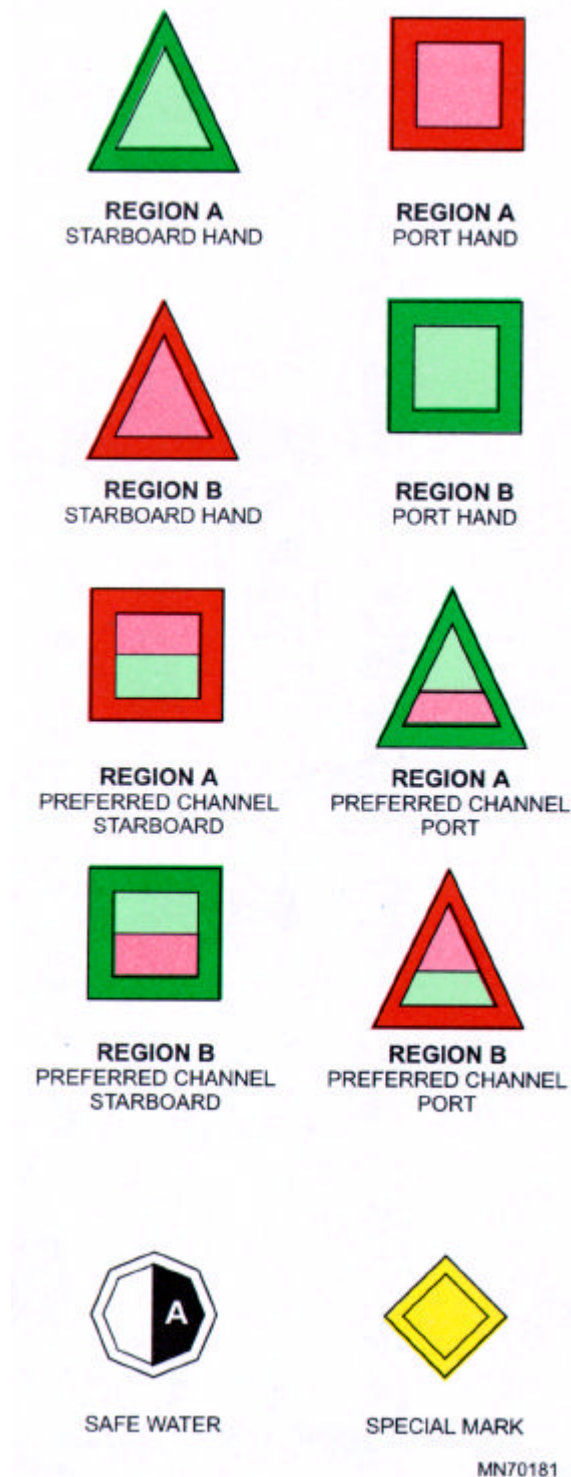 REGION A
STARBOARD HAND
REGION A
PORT HAND
REGION B
STARBOARD HAND
REGION B
PORT HAND
REGION A
PREFERRED CHANNEL
STARBOARD
REGION A
PREFERRED CHANNEL
PORT
REGION B
PREFERRED CHANNEL
STARBOARD
REGION B
PREFERRED CHANNEL
PORT
A
SAFE WATER
SPECIAL MARK
MN70181